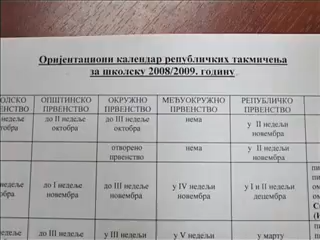 Оријентациони календар републичких такмичења
за школску 2008/2009. годину
ОПШТИНСКО ПРВЕНСТВО
ОКРУЖНО ПРВЕНСТВО
МЕЂУОКРУЖНО ПРВЕНСТВО
РЕПУБЛИЧКО ПРВЕНСТВО
до II недеље октобра
до III недеље октобра
нема
у II недељи новембра
отворено првенство
нема
у II недељи новембра
до I недеље новембра
до III недеље новембра
у IV недељи новембра
у I и II недељи децембра
у III недељи
у V недељи
у марту